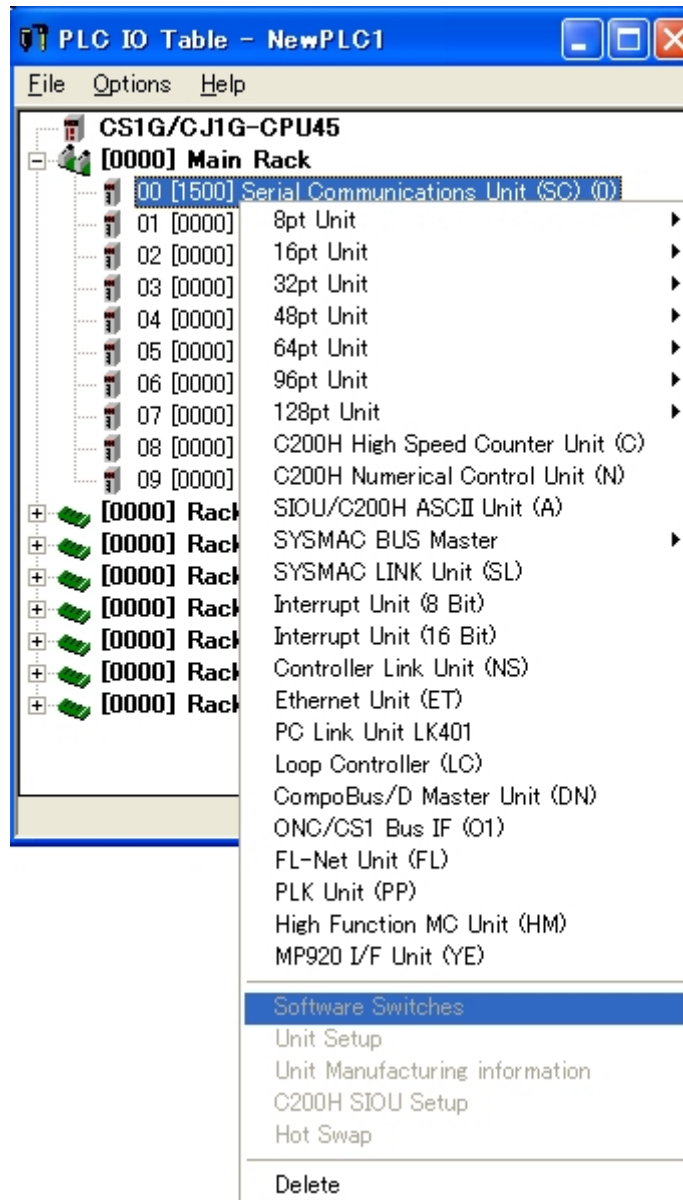 PLC IO Table - NewPLC1
File Options Help
CS1G/CJ1G-CPU45
[0000] Main Rack
00 [1500] Serial Communications Unit (SC) (0)
01 [0000]
02 [0000]
03 [0000]
04 [0000]
05 [0000]
06 [0000]
07 [0000]
08 [0000]
09 [0000]
[0000] Rack
[0000] Rack
[0000] Rack
[0000] Rack
[0000] Rack
[0000] Rack
[0000] Rack
8pt Unit
16pt Unit
32pt Unit
48pt Unit
64pt Unit
96pt Unit
128pt Unit
C200H High Speed Counter Unit (C)
C200H Numerical Control Unit (N)
SIOU/C200H ASCII Unit (A)
SYSMAC BUS Master
SYSMAC LINK Unit (SL)
Interrupt Unit (8 Bit)
Interrupt Unit (16 Bit)
Controller Link Unit (NS)
Ethernet Unit (ET)
PC Link Unit LK401
Loop Controller (LC)
CompoBus/D Master Unit (DN)
ONC/CS1 Bus IF (O1)
FL-Net Unit (FL)
PLK Unit (PP)
High Function MC Unit (HM)
MP920 I/F Unit (YE)
Software Switches
Unit Setup
Unit Manufacturing information
C200H SIOU Setup
Hot Swap
Delete